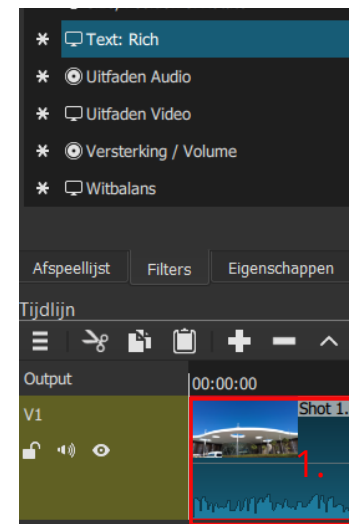 Text: Rich
Uitfaden Audio
Uitfaden Video
Versterking / Volume
Witbalans
Afspeellijst Filters Eigenschappen
Tijdlijn
Output 00:00:00
V1 Shot 1.
1.